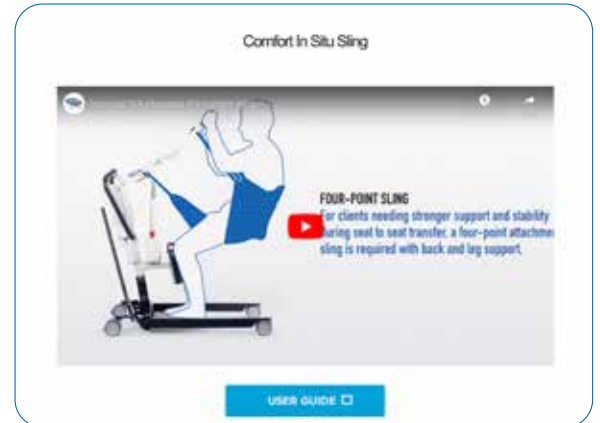 Comfort In Situ Sling
FOUR-POINT SLING
For clients needing stronger support and stability
during seat to seat transfer, a four-point attachmen
sling is required with back and leg support.
USER GUIDE